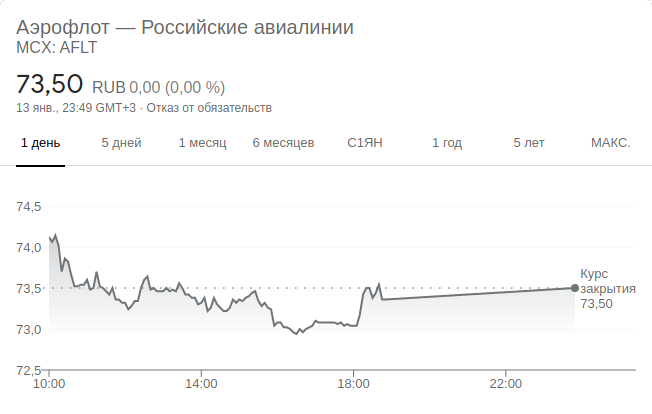 Аэрофлот — Российские авиалинии
MCX: AFLT
73,50 RUB 0,00 (0,00 %)
13 янв., 23:49 GMT+3 · Отказ от обязательств
1 день 5 дней 1 месяц 6 месяцев С1ЯН 1 год 5 лет МАКС.
74,5
74,0
73,5
73,0
72,5
Курс
закрытия
73,50
10:00 14:00 18:00 22:00